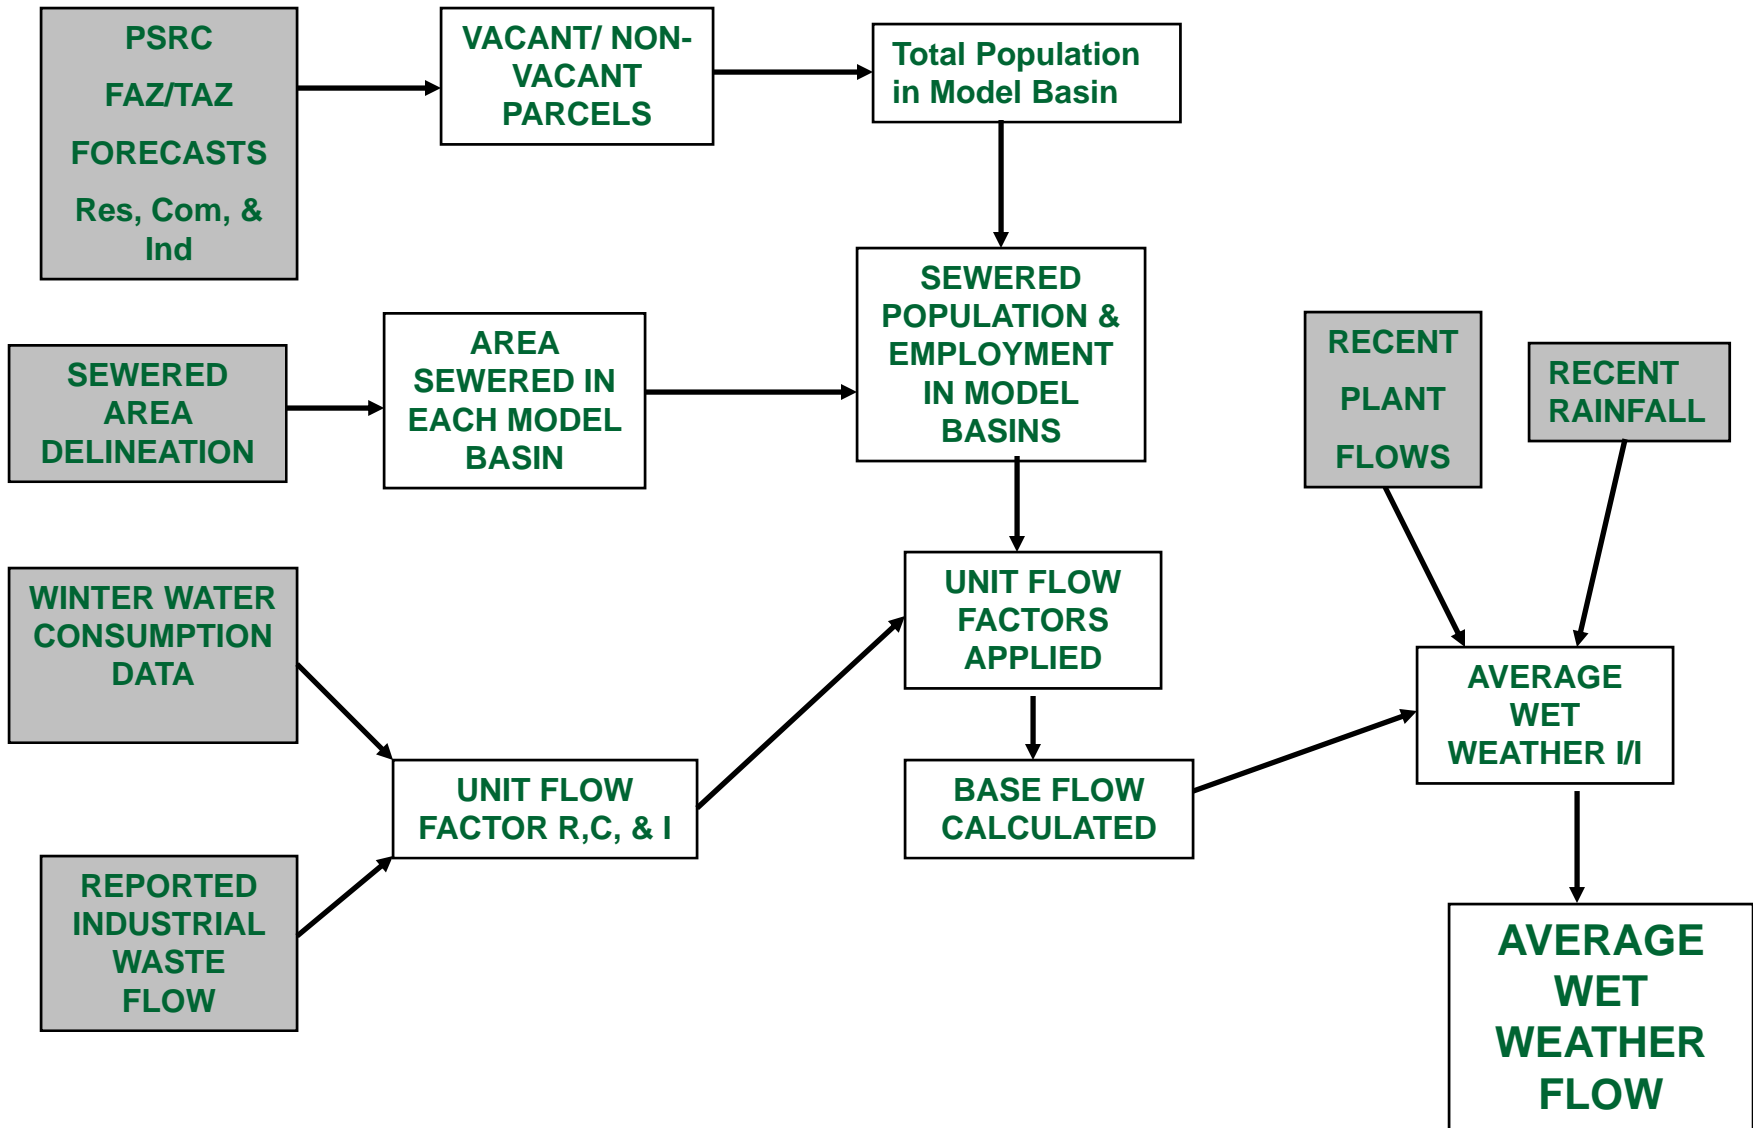 PSRC
FAZ/TAZ
FORECASTS
Res, Com, &
Ind
VACANT/ NON-
VACANT
PARCELS
Total Population
in Model Basin
SEWERED
AREA
DELINEATION
AREA
SEWERED IN
EACH MODEL
BASIN
SEWERED
POPULATION &
EMPLOYMENT
IN MODEL
BASINS
RECENT
PLANT
FLOWS
RECENT
RAINFALL
WINTER WATER
CONSUMPTION
DATA
UNIT FLOW
FACTORS
APPLIED
AVERAGE
WET
WEATHER I/I
UNIT FLOW
FACTOR R,C, & I
BASE FLOW
CALCULATED
REPORTED
INDUSTRIAL
WASTE
FLOW
AVERAGE
WET
WEATHER
FLOW